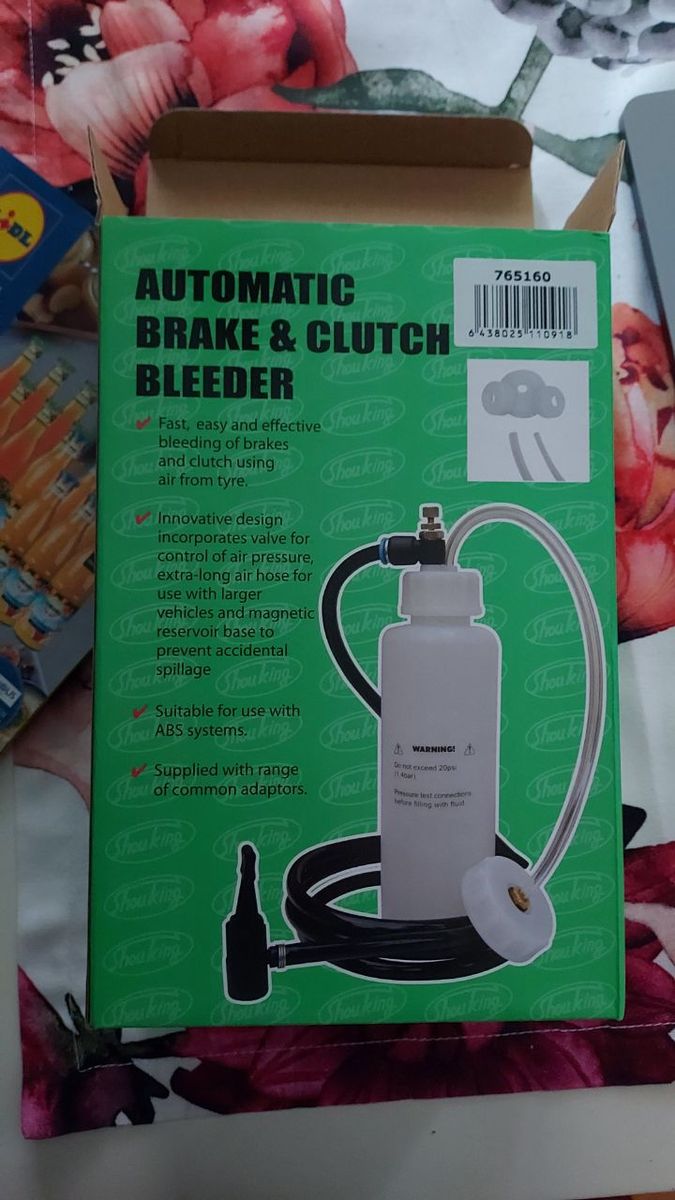 LiDL
AUTOMATIC
BRAKE & CLUTCH
BLEEDER
765160
6 438025 110918
Fast, easy and effective
bleeding of brakes
and clutch using
air from tyre.
Innovative design
incorporates valve for
control of air pressure,
extra-long air hose for
use with larger
vehicles and magnetic
reservoir base to
prevent accidental
spillage
Suitable for use with
ABS systems.
Supplied with range
of common adaptors.
WARNING!
Do not exceed 20psi
(1.4bar)
Pressure test connections
before filling with fluid.
Shouking